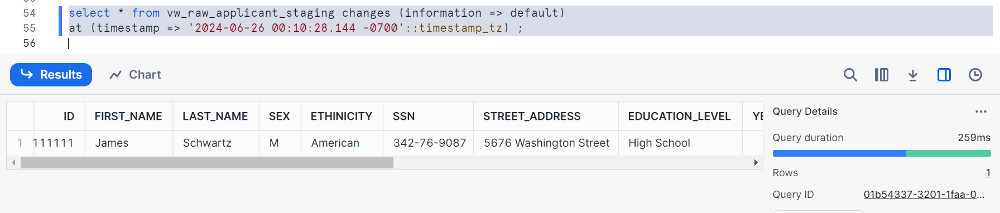 54 select * from vw_raw_applicant_staging changes (information => default)
55 at (timestamp => '2024-06-26 00:10:28.144 -0700'::timestamp_tz) ;
56
Results Chart
ID FIRST_NAME LAST_NAME SEX ETHINICITY SSN STREET_ADDRESS EDUCATION_LEVEL YE
1 111111 James Schwartz M American 342-76-9087 5676 Washington Street High School
Query Details ...
Query duration 259ms
Rows 1
Query ID 01b54337-3201-1faa-0...